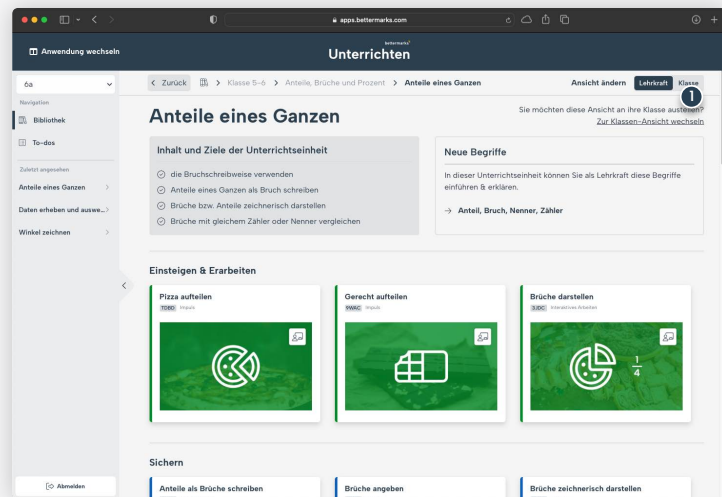 apps.bettermarks.com
Anwendung wechseln
bettermarks
Unterrichten
6a
Navigation
Bibliothek
To-dos
Zuletzt angesehen
Anteile eines Ganzen
Daten erheben und auswe...
Winkel zeichnen
Abmelden
Zurück > Klasse 5-6 > Anteile, Brüche und Prozent > Anteile eines Ganzen
Ansicht ändern Lehrkraft Klasse
1
Anteile eines Ganzen
Sie möchten diese Ansicht an ihre Klasse austeilen?
Zur Klassen-Ansicht wechseln
Inhalt und Ziele der Unterrichtseinheit
die Bruchschreibweise verwenden
Anteile eines Ganzen als Bruch schreiben
Brüche bzw. Anteile zeichnerisch darstellen
Brüche mit gleichem Zähler oder Nenner vergleichen
Neue Begriffe
In dieser Unterrichtseinheit können Sie als Lehrkraft diese Begriffe
einführen & erklären.
→ Anteil, Bruch, Nenner, Zähler
Einsteigen & Erarbeiten
Pizza aufteilen
TDBD Impuls
Gerecht aufteilen
9WAC Impuls
Brüche darstellen
Interaktives Arbeiten
1
4
Sichern
Anteile als Brüche schreiben
Brüche angeben
Brüche zeichnerisch darstellen